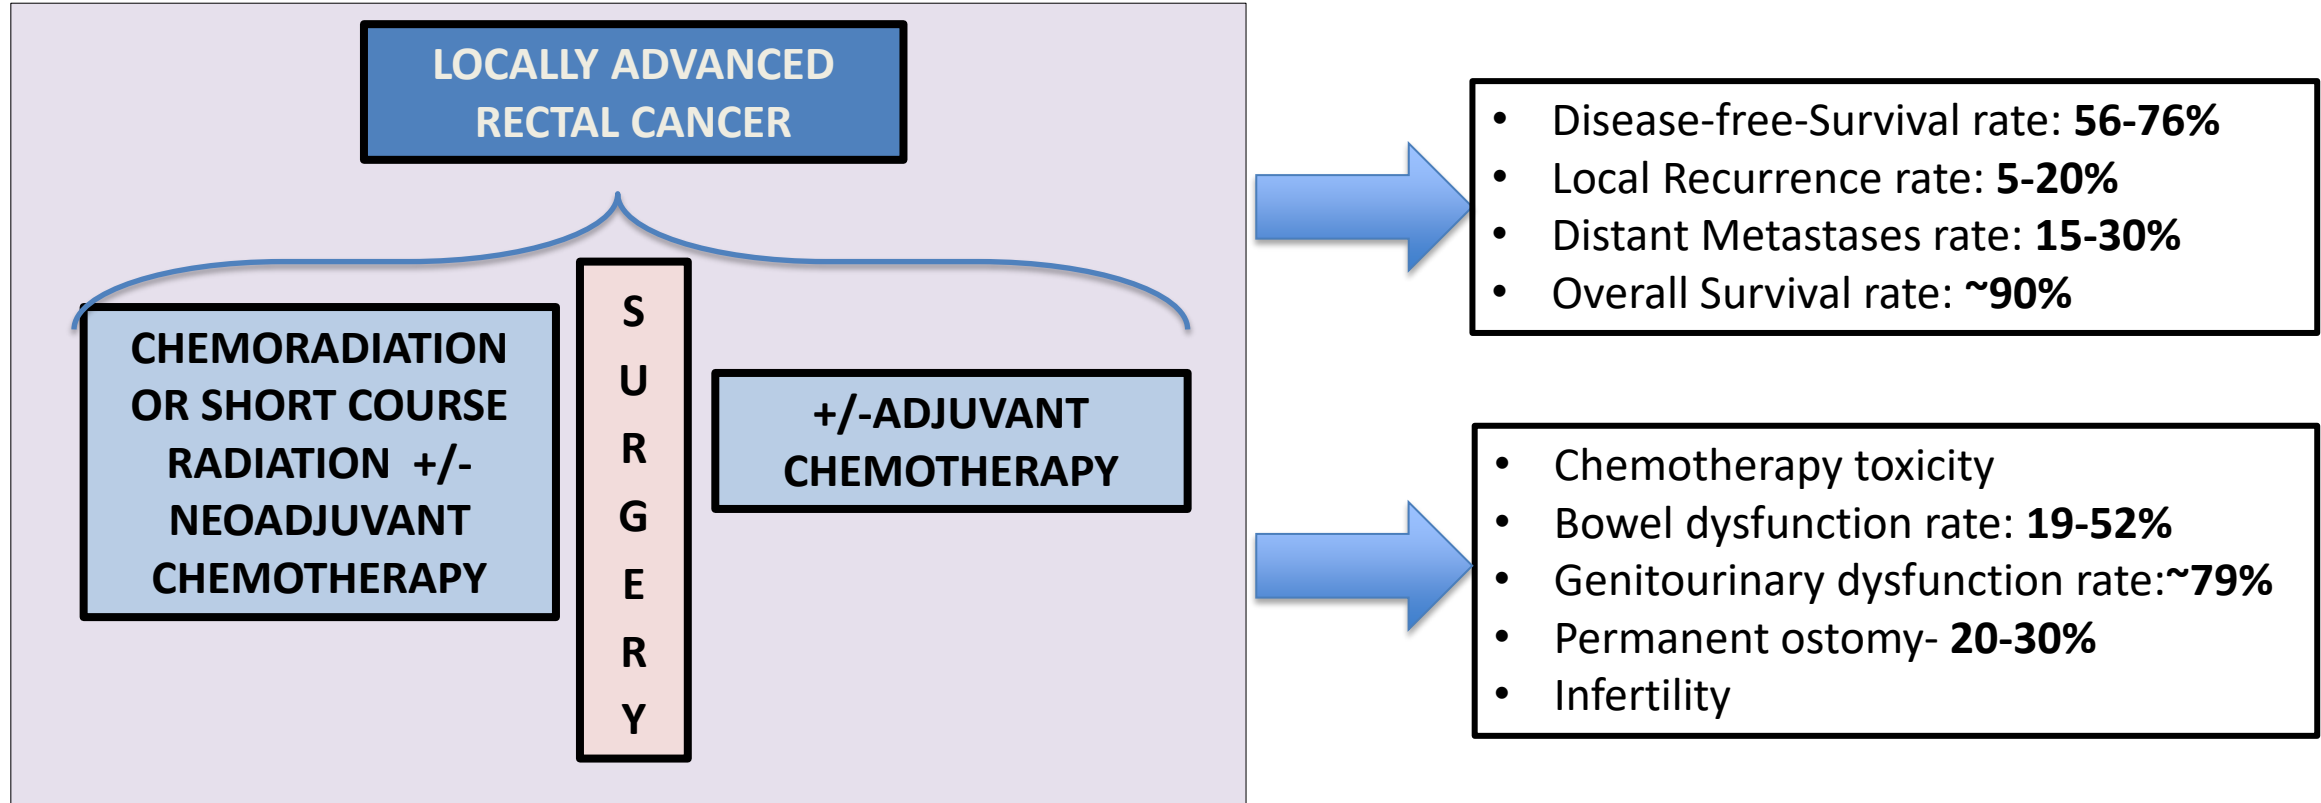 LOCALLY ADVANCED
RECTAL CANCER
CHEMORADIATION
OR SHORT COURSE
RADIATION +/-
NEOADJUVANT
CHEMOTHERAPY
S
U
R
G
E
R
Y
+/-ADJUVANT
CHEMOTHERAPY
• Disease-free-Survival rate: 56-76%
• Local Recurrence rate: 5-20%
• Distant Metastases rate: 15-30%
• Overall Survival rate: ~90%
• Chemotherapy toxicity
• Bowel dysfunction rate: 19-52%
• Genitourinary dysfunction rate:~79%
• Permanent ostomy- 20-30%
• Infertility